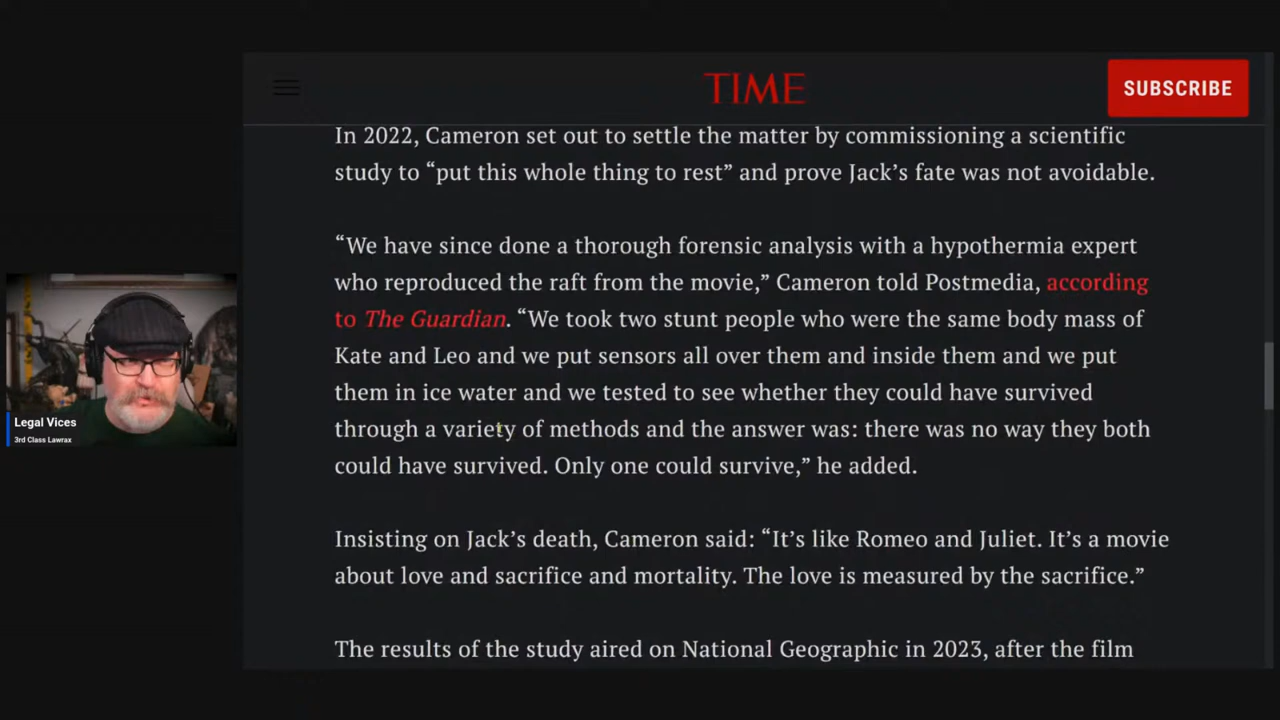 TIME
SUBSCRIBE
In 2022, Cameron set out to settle the matter by commissioning a scientific
study to “put this whole thing to rest” and prove Jack’s fate was not avoidable.
“We have since done a thorough forensic analysis with a hypothermia expert
who reproduced the raft from the movie,” Cameron told Postmedia, according
to The Guardian. “We took two stunt people who were the same body mass of
Kate and Leo and we put sensors all over them and inside them and we put
them in ice water and we tested to see whether they could have survived
through a variety of methods and the answer was: there was no way they both
could have survived. Only one could survive,” he added.
Insisting on Jack’s death, Cameron said: “It’s like Romeo and Juliet. It’s a movie
about love and sacrifice and mortality. The love is measured by the sacrifice.”
The results of the study aired on National Geographic in 2023, after the film
Legal Vices
3rd Class Lawrax